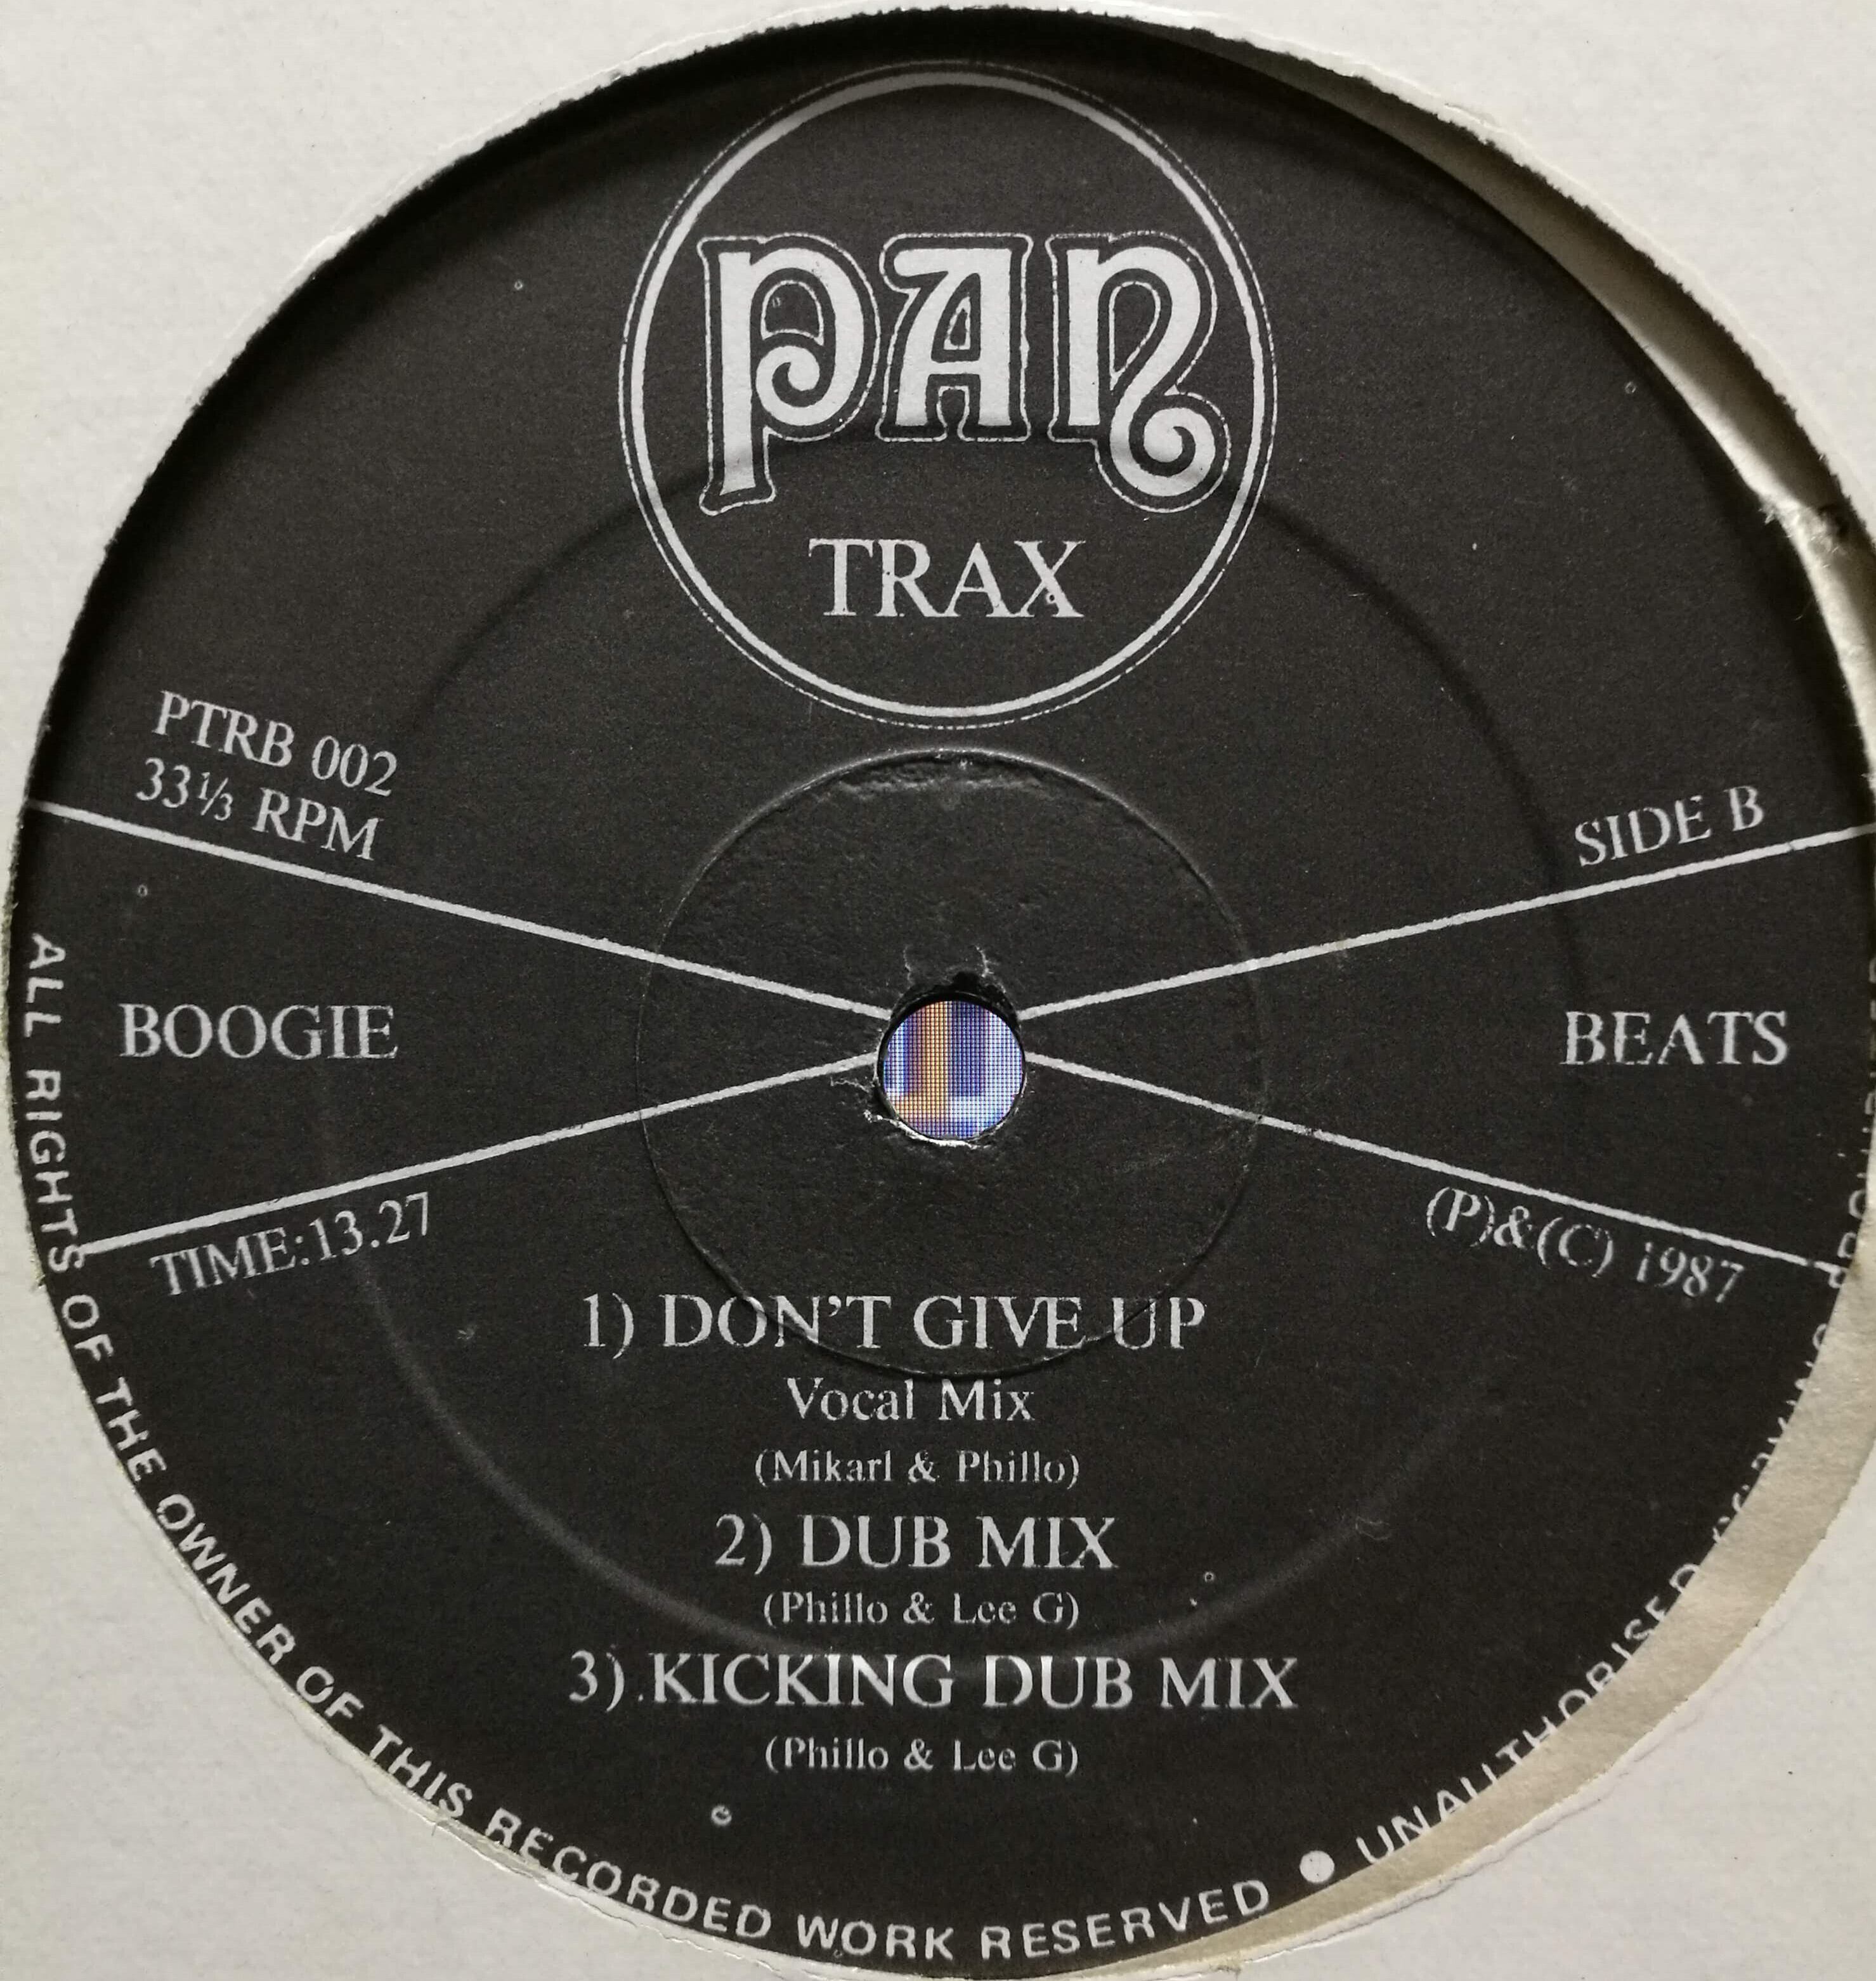 PAN
TRAX
PTRB 002
33⅓ RPM
SIDE B
BOOGIE
BEATS
TIME:13.27
(P)&(C) 1987
1) DON'T GIVE UP
Vocal Mix
(Mikarl & Phillo)
2) DUB MIX
(Phillo & Lee G)
3) KICKING DUB MIX
(Phillo & Lee G)
ALL RIGHTS OF THE OWNER OF THIS RECORDED WORK RESERVED ● UNAUTHORISED